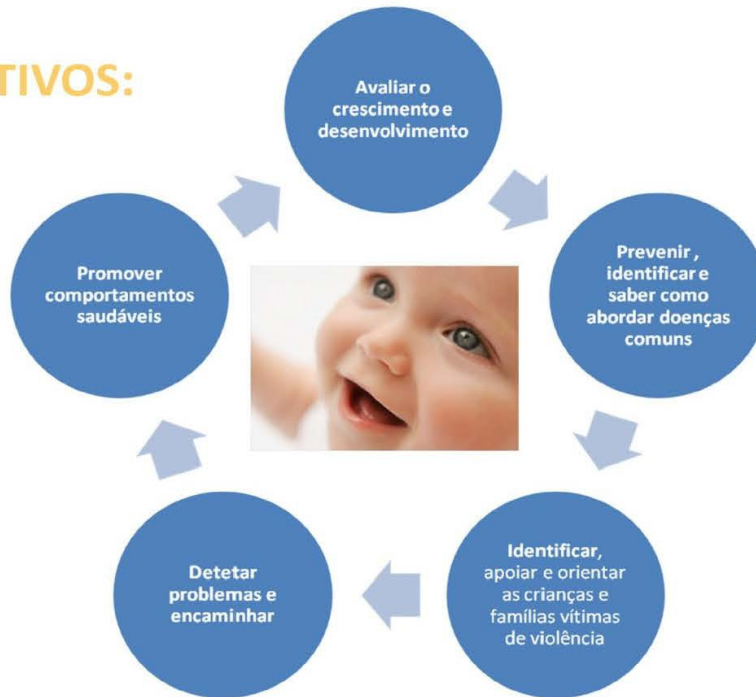 TIVOS:
Avaliar o
crescimento e
desenvolvimento
Prevenir ,
identificar e
saber como
abordar doenças
comuns
Identificar,
apoiar e orientar
as crianças e
famílias vítimas
de violência
Detetar
problemas e
encaminhar
Promover
comportamentos
saudáveis